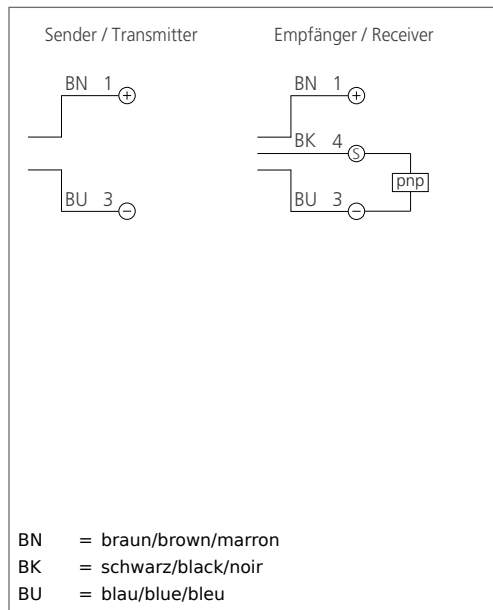 Sender / Transmitter
BN 1 +
BU 3 −
Empfänger / Receiver
BN 1 +
BK 4 S
pnp
BU 3 −
BN = braun/brown/marron
BK = schwarz/black/noir
BU = blau/blue/bleu